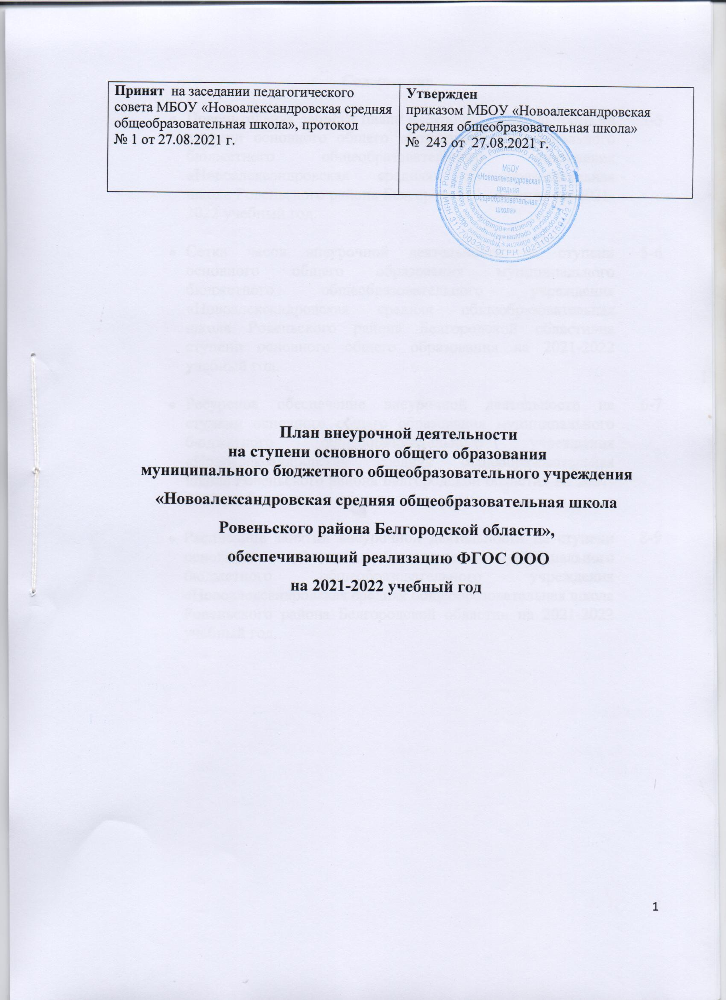 Принят на заседании педагогического
совета МБОУ «Новоалександровская средняя
общеобразовательная школа», протокол
№ 1 от 27.08.2021 г.
Утвержден
приказом МБОУ «Новоалександровская
средняя общеобразовательная школа»
№ 243 от 27.08.2021 г.
МБОУ
«Новоалександровская
средняя
общеобразовательная
школа»
ИНН 3117003263 ОГРН
План внеурочной деятельности
на ступени основного общего образования
муниципального бюджетного общеобразовательного учреждения
«Новоалександровская средняя общеобразовательная школа
Ровеньского района Белгородской области»,
обеспечивающий реализацию ФГОС ООО
на 2021-2022 учебный год
1